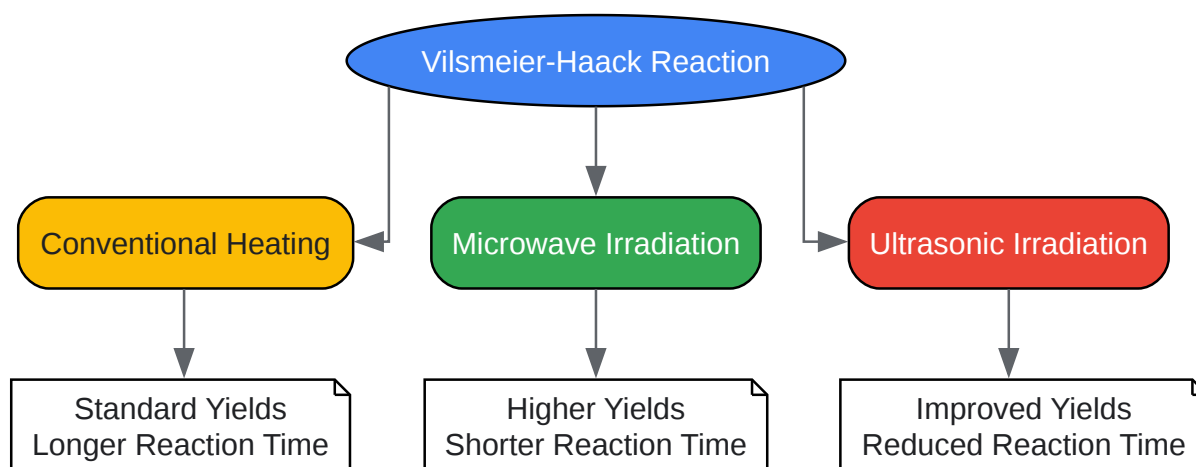 Vilsmeier-Haack Reaction
Conventional Heating
Microwave Irradiation
Ultrasonic Irradiation
Standard Yields
Longer Reaction Time
Higher Yields
Shorter Reaction Time
Improved Yields
Reduced Reaction Time